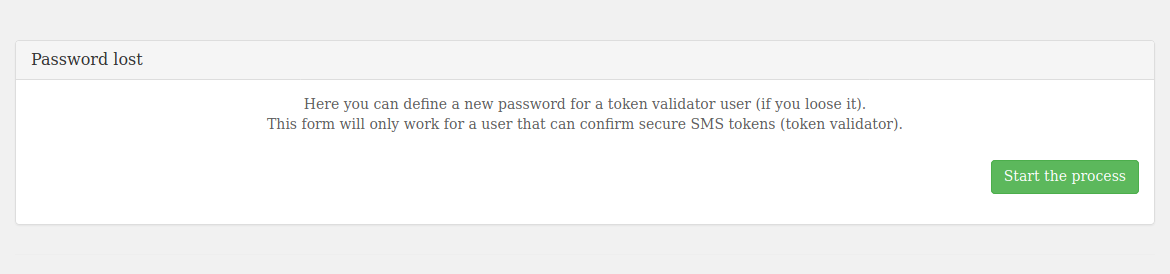 Password lost
Here you can define a new password for a token validator user (if you loose it).
This form will only work for a user that can confirm secure SMS tokens (token validator).
Start the process